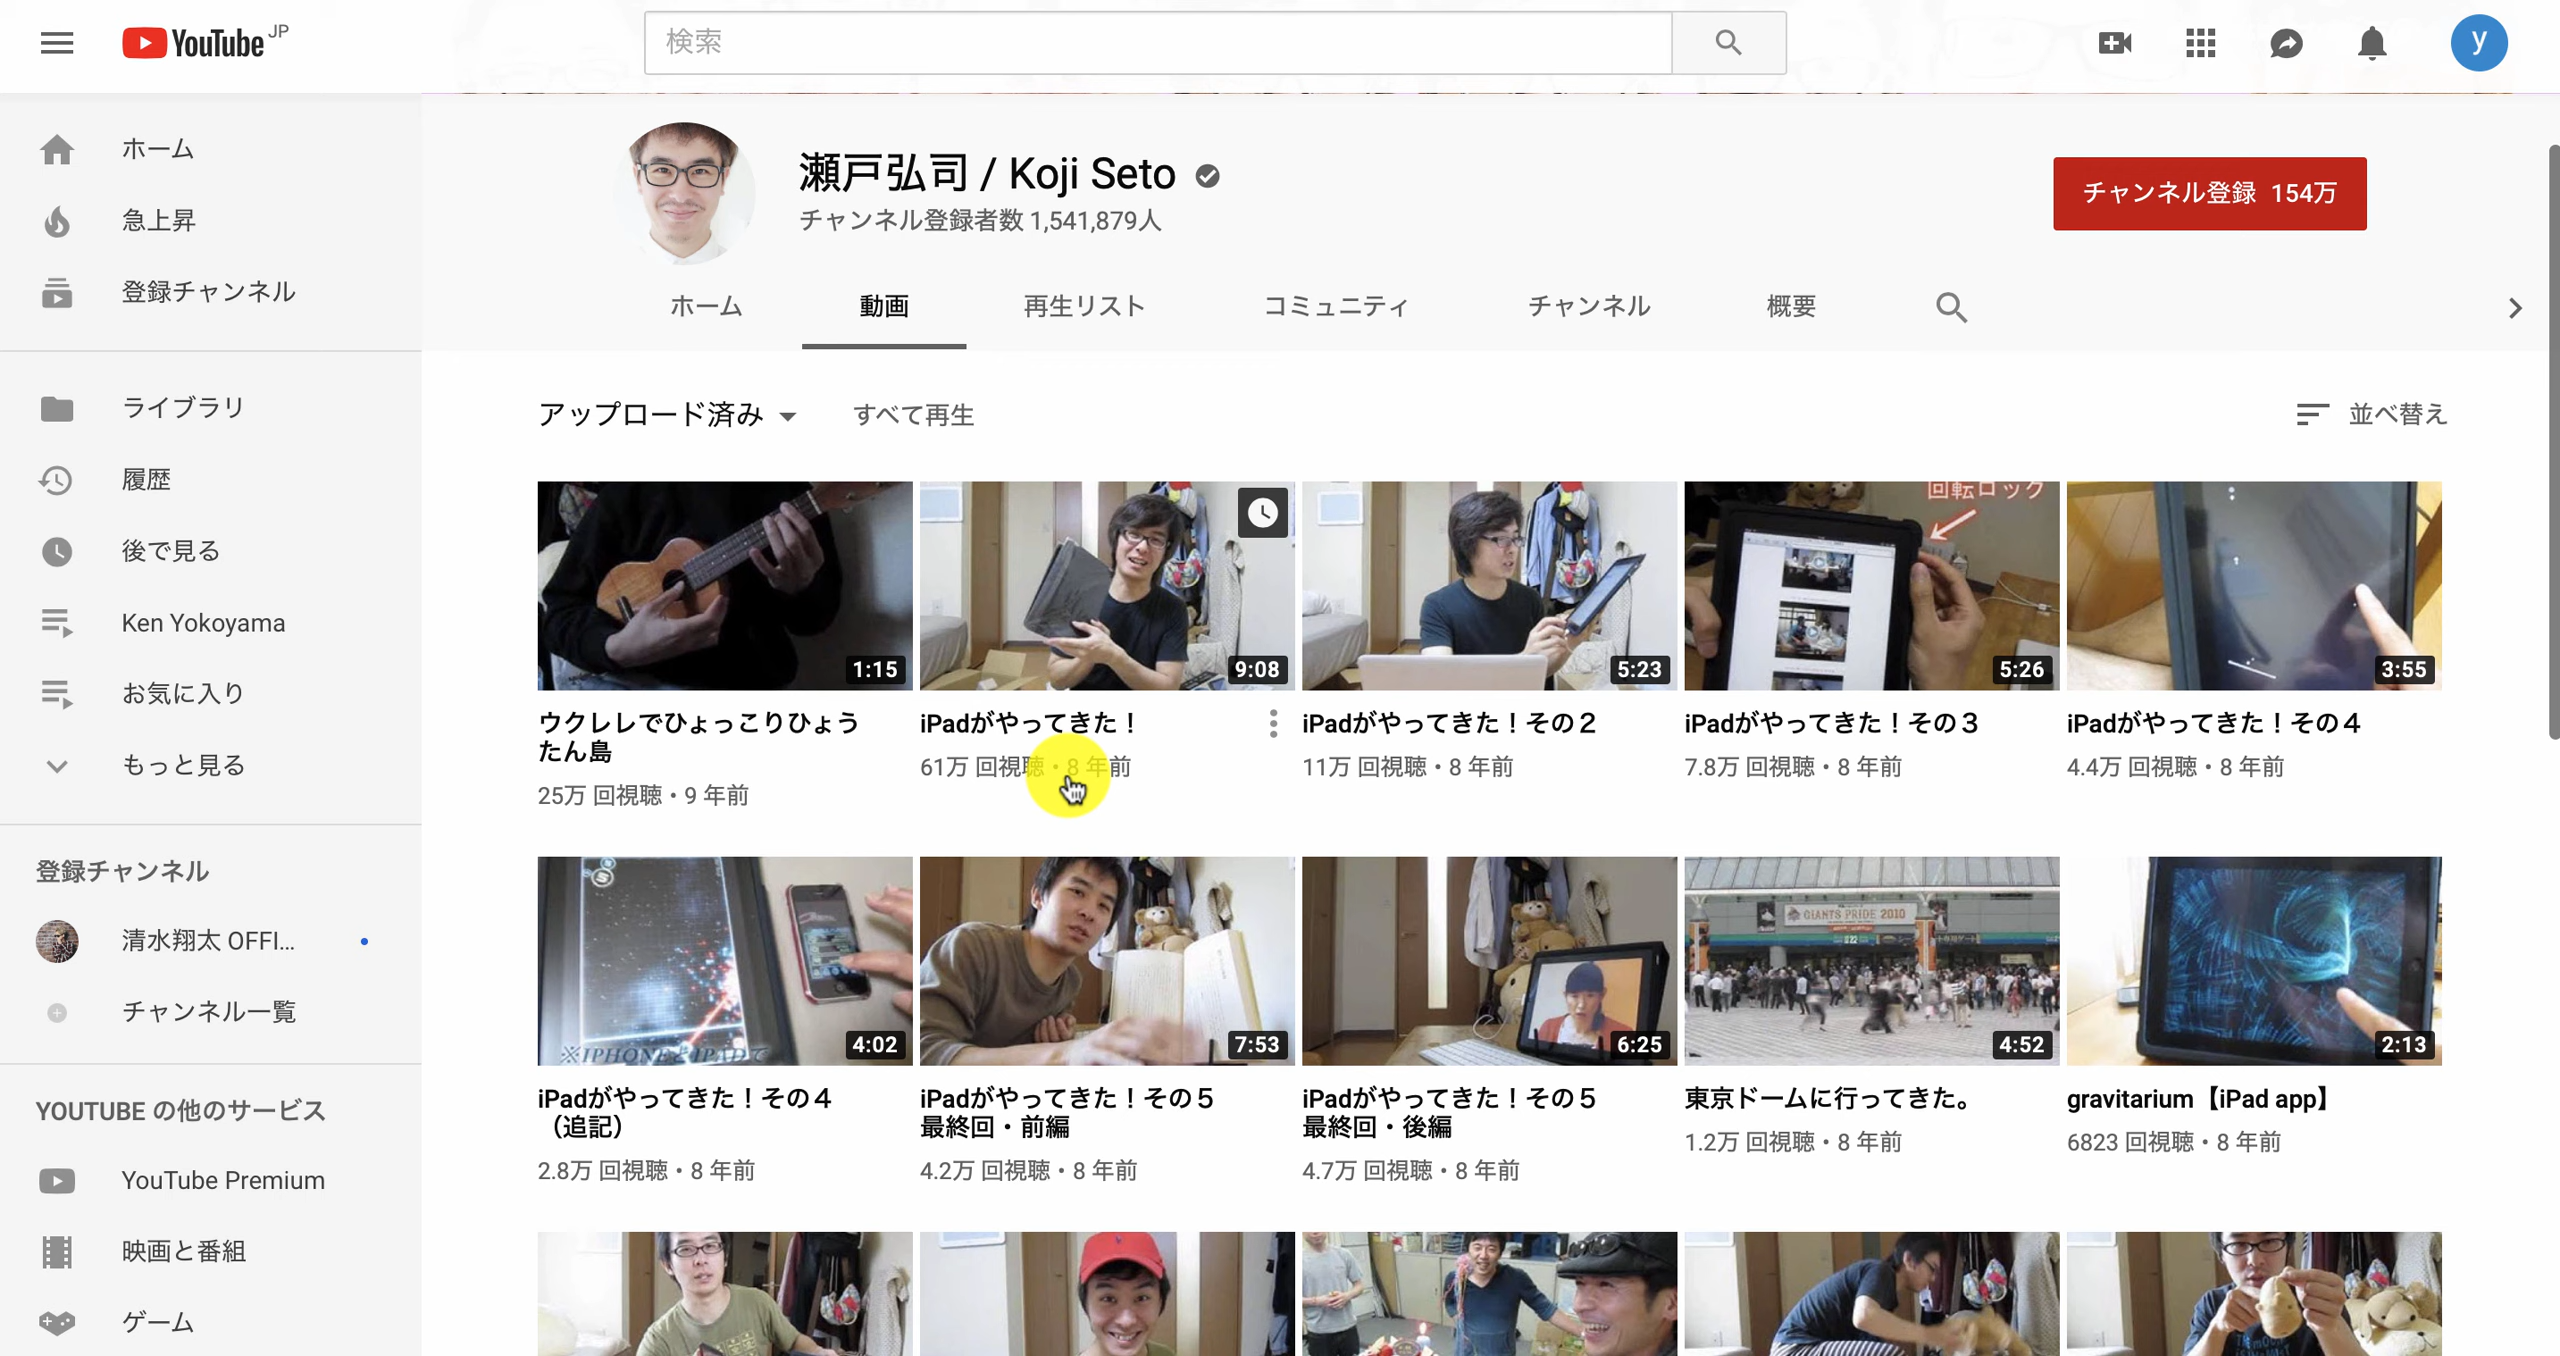 YouTube JP
検索
y
ホーム
急上昇
登録チャンネル
ライブラリ
履歴
後で見る
Ken Yokoyama
お気に入り
もっと見る
登録チャンネル
清水翔太 OFFI...
チャンネル一覧
YOUTUBE の他のサービス
YouTube Premium
映画と番組
ゲーム
瀬戸弘司 / Koji Seto
チャンネル登録者数 1,541,879人
チャンネル登録 154万
ホーム 動画 再生リスト コミュニティ チャンネル 概要
アップロード済み すべて再生 並べ替え
1:15
ウクレレでひょっこりひょう
たん島
25万 回視聴・9 年前
9:08
iPadがやってきた！
61万 回視聴・8 年前
5:23
iPadがやってきた！その２
11万 回視聴・8 年前
回転ロック
5:26
iPadがやってきた！その３
7.8万 回視聴・8 年前
3:55
iPadがやってきた！その４
4.4万 回視聴・8 年前
※IPHONEとIPADで
4:02
iPadがやってきた！その４
（追記）
2.8万 回視聴・8 年前
7:53
iPadがやってきた！その５
最終回・前編
4.2万 回視聴・8 年前
6:25
iPadがやってきた！その５
最終回・後編
4.7万 回視聴・8 年前
GIANTS PRIDE 2010
22
4:52
東京ドームに行ってきた。
1.2万 回視聴・8 年前
2:13
gravitarium【iPad app】
6823 回視聴・8 年前